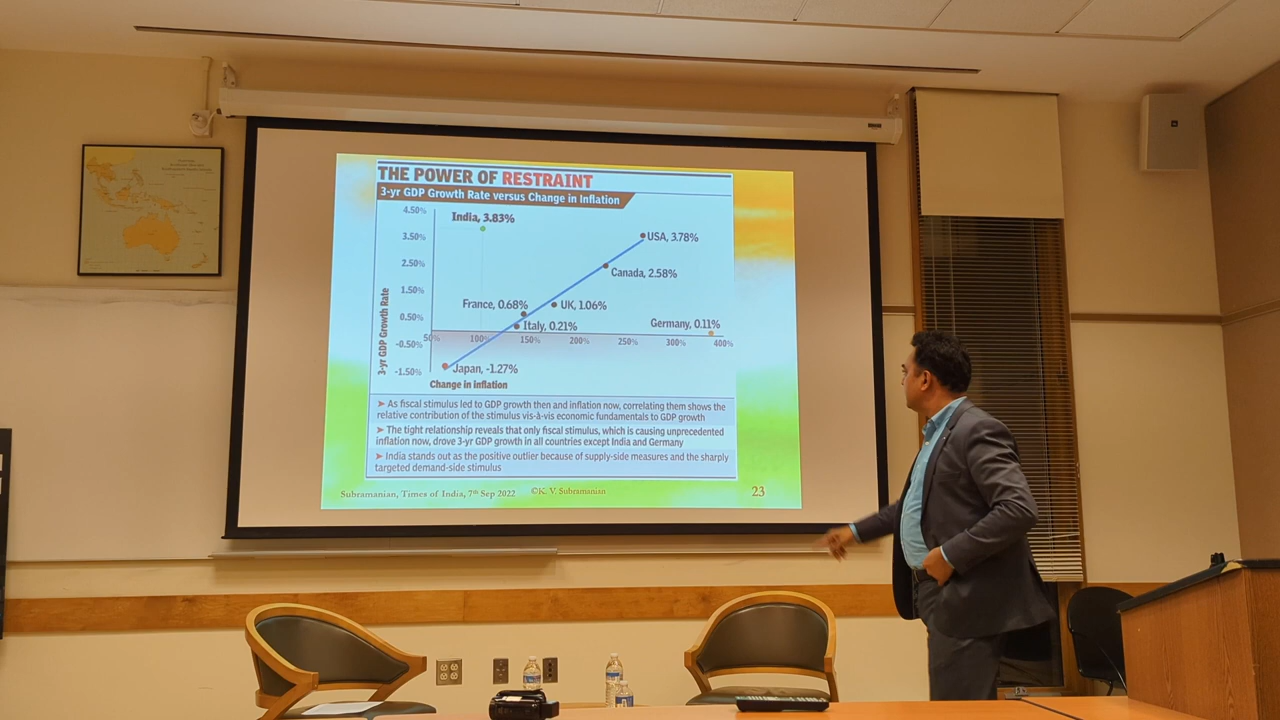 THE POWER OF RESTRAINT
3-yr GDP Growth Rate versus Change in Inflation
4.50%
India, 3.83%
3.50%
USA, 3.78%
2.50%
Canada, 2.58%
1.50%
France, 0.68%
UK, 1.06%
0.50%
Italy, 0.21%
Germany, 0.11%
50%
100%
150%
200%
250%
300%
400%
-0.50%
-1.50%
Japan, -1.27%
3-yr GDP Growth Rate
Change in inflation
➤ As fiscal stimulus led to GDP growth then and inflation now, correlating them shows the
relative contribution of the stimulus vis-à-vis economic fundamentals to GDP growth
➤ The tight relationship reveals that only fiscal stimulus, which is causing unprecedented
inflation now, drove 3-yr GDP growth in all countries except India and Germany
➤ India stands out as the positive outlier because of supply-side measures and the sharply
targeted demand-side stimulus
Subramanian, Times of India, 7th Sep 2022
©K. V. Subramanian
23